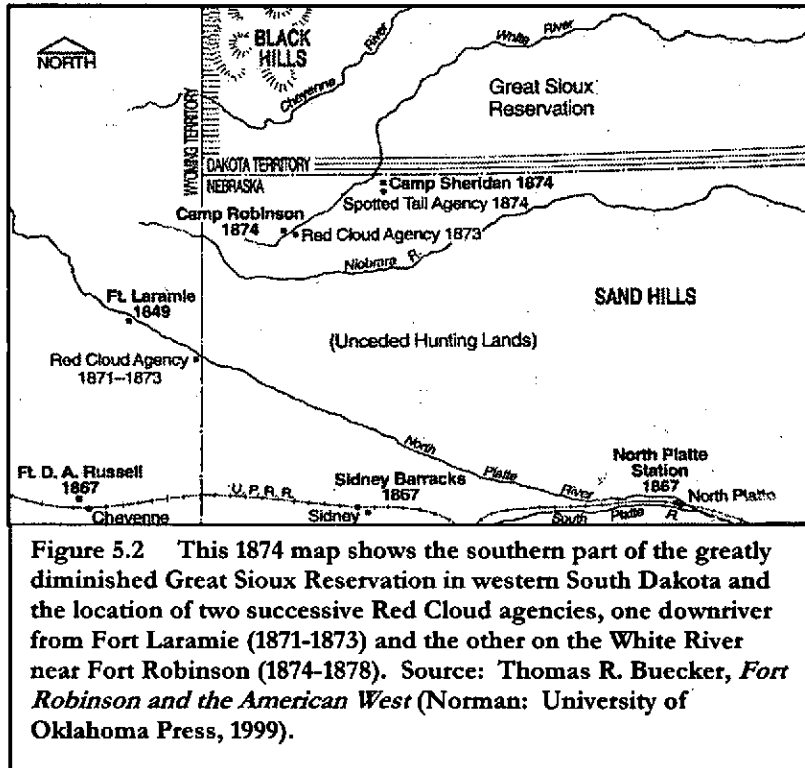 NORTH
BLACK
HILLS
Cheyenne River
White River
Great Sioux
Reservation
WYOMING TERRITORY
DAKOTA TERRITORY
NEBRASKA
Camp Sheridan 1874
Spotted Tail Agency 1874
Camp Robinson
1874
Red Cloud Agency 1873
Niobrara R.
Ft. Laramie
1849
SAND HILLS
(Unceded Hunting Lands)
Red Cloud Agency
1871–1873
North Platte River
Ft. D. A. Russell
1867
Cheyenne
U. P. R. R.
Sidney Barracks
1867
Sidney
North Platte
Station
1867
North Platte
South Platte R.
Figure 5.2 This 1874 map shows the southern part of the greatly
diminished Great Sioux Reservation in western South Dakota and
the location of two successive Red Cloud agencies, one downriver
from Fort Laramie (1871-1873) and the other on the White River
near Fort Robinson (1874-1878). Source: Thomas R. Buecker, Fort
Robinson and the American West (Norman: University of
Oklahoma Press, 1999).